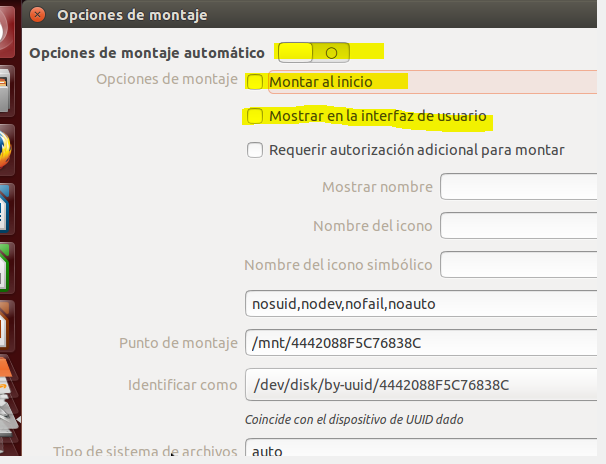 Opciones de montaje
Opciones de montaje automático
Opciones de montaje Montar al inicio
Mostrar en la interfaz de usuario
Requerir autorización adicional para montar
Mostrar nombre
Nombre del icono
Nombre del icono simbólico
nosuid,nodev,nofail,noauto
Punto de montaje /mnt/4442088F5C76838C
Identificar como /dev/disk/by-uuid/4442088F5C76838C
Coincide con el dispositivo de UUID dado
Tipo de sistema de archivos auto